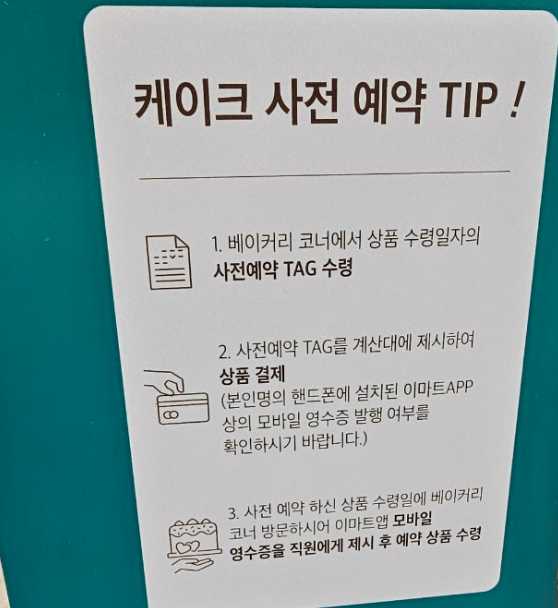 케이크 사전 예약 TIP !
1. 베이커리 코너에서 상품 수령일자의
사전예약 TAG 수령
2. 사전예약 TAG를 계산대에 제시하여
상품 결제
(본인명의 핸드폰에 설치된 이마트APP
상의 모바일 영수증 발행 여부를
확인하시기 바랍니다.)
3. 사전 예약 하신 상품 수령일에 베이커리
코너 방문하시어 이마트앱 모바일
영수증을 직원에게 제시 후 예약 상품 수령